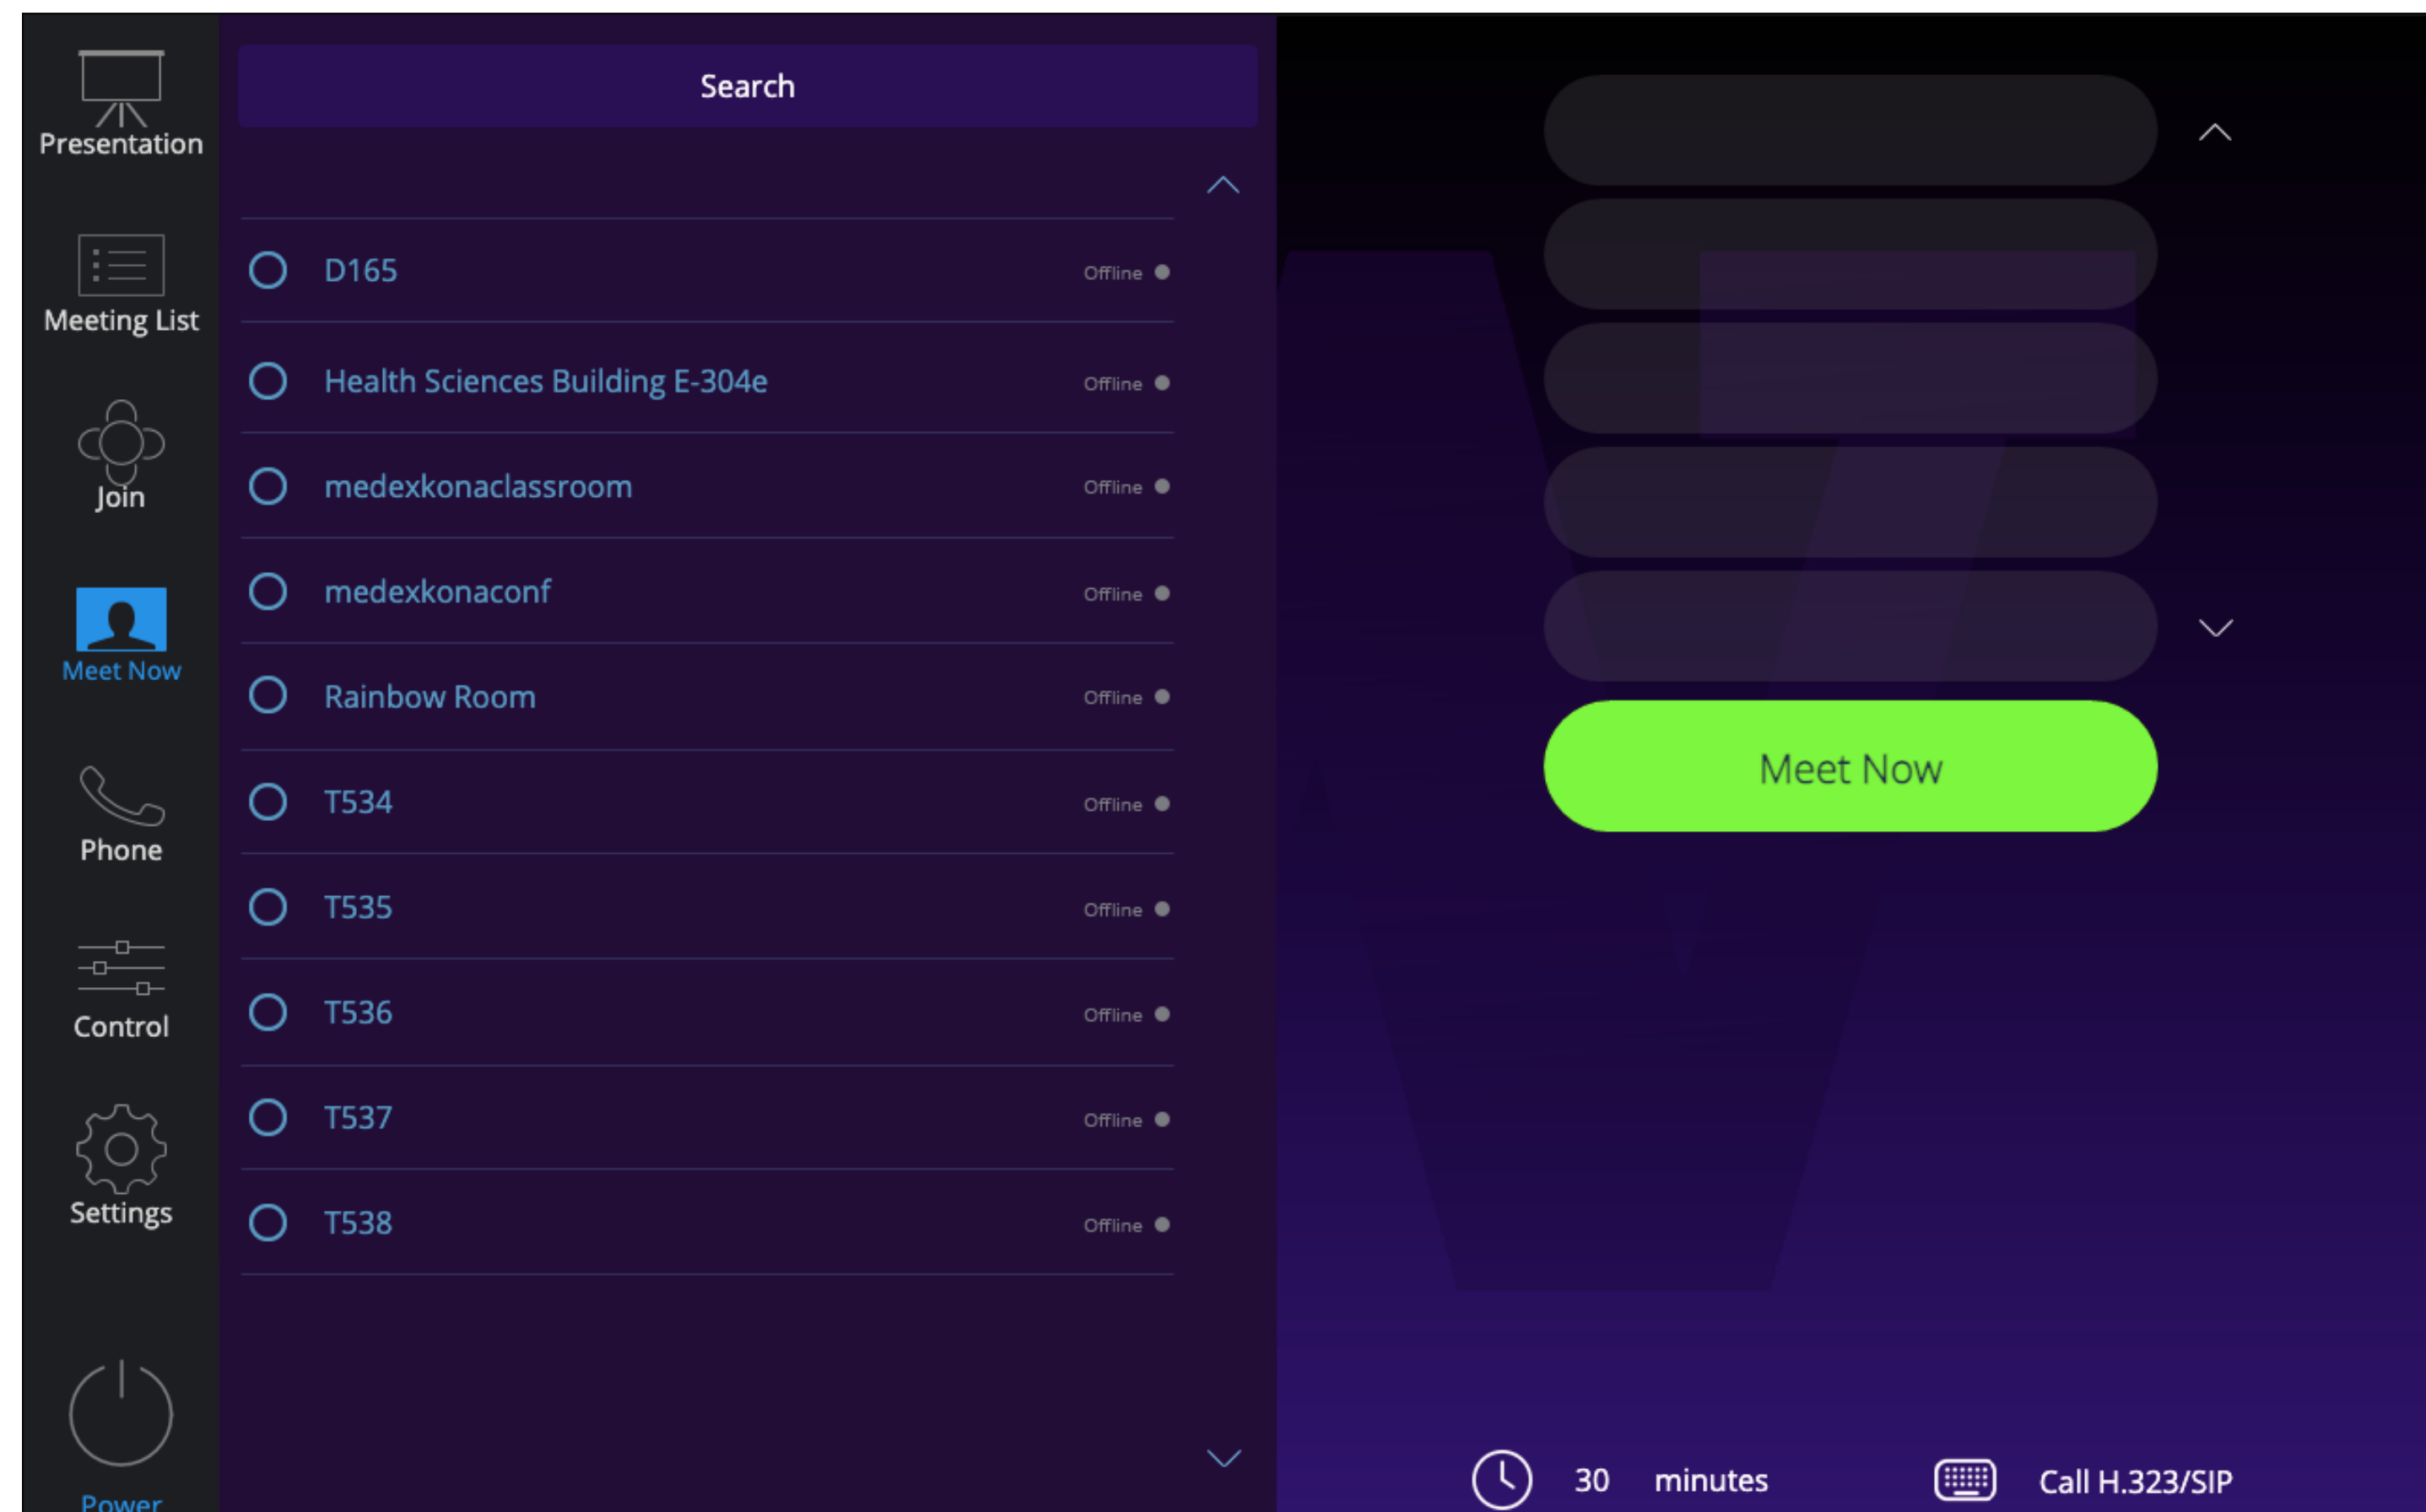 Presentation
Meeting List
Join
Meet Now
Phone
Control
Settings
Power
Search
D165 Offline
Health Sciences Building E-304e Offline
medexkonaclassroom Offline
medexkonaconf Offline
Rainbow Room Offline
T534 Offline
T535 Offline
T536 Offline
T537 Offline
T538 Offline
Meet Now
30 minutes
Call H.323/SIP